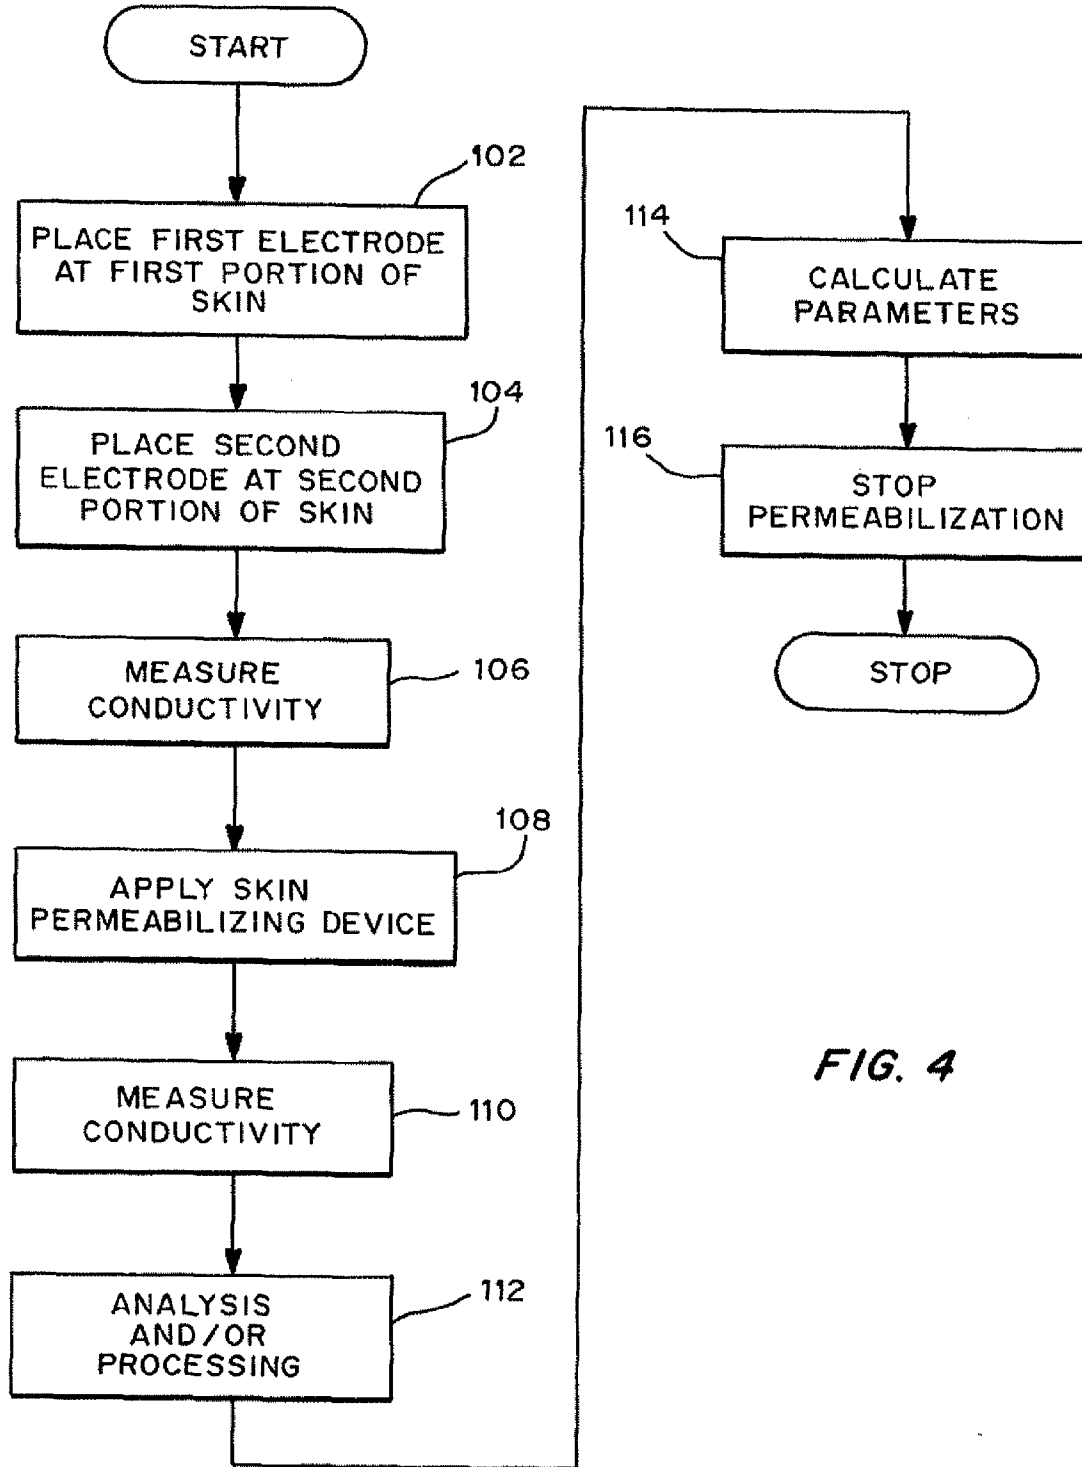 START
102
PLACE FIRST ELECTRODE
AT FIRST PORTION OF
SKIN
104
PLACE SECOND
ELECTRODE AT SECOND
PORTION OF SKIN
MEASURE
CONDUCTIVITY
106
108
APPLY SKIN
PERMEABILIZING DEVICE
MEASURE
CONDUCTIVITY
110
ANALYSIS
AND/OR
PROCESSING
112
114
CALCULATE
PARAMETERS
116
STOP
PERMEABILIZATION
STOP
FIG. 4